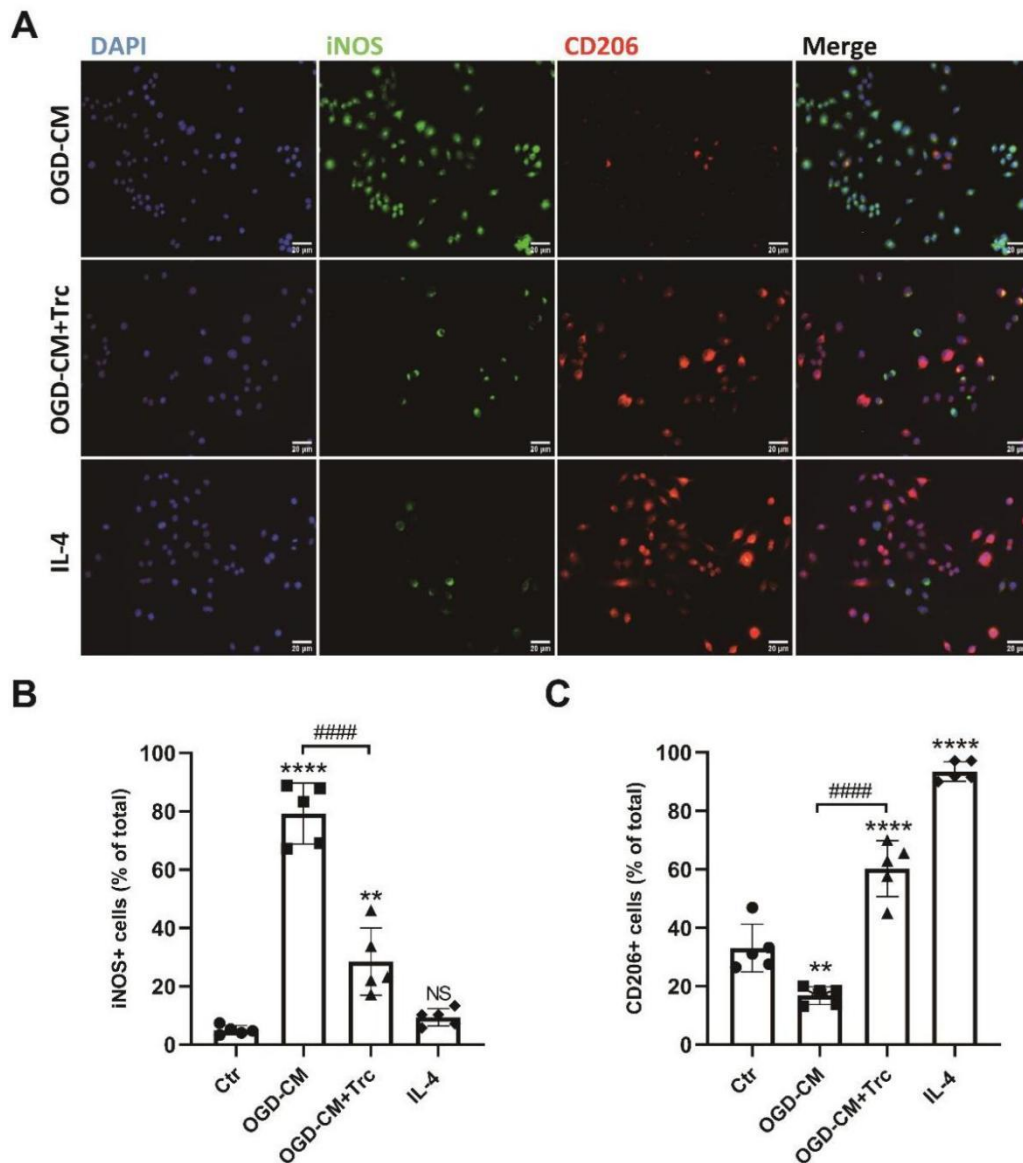 A
DAPI iNOS CD206 Merge
OGD-CM
20 µm 20 µm 20 µm 20 µm
OGD-CM+Trc
20 µm 20 µm 20 µm 20 µm
IL-4
20 µm 20 µm 20 µm 20 µm
B
iNOS+ cells (% of total)
100
80
60
40
20
0
####
****
**
NS
Ctr
OGD-CM
OGD-CM+Trc
IL-4
C
CD206+ cells (% of total)
100
80
60
40
20
0
####
**
****
****
Ctr
OGD-CM
OGD-CM+Trc
IL-4